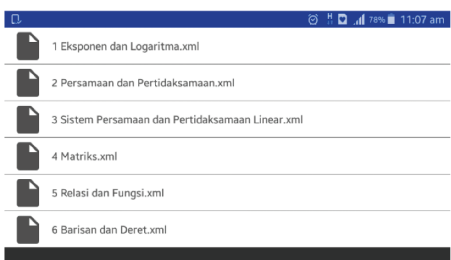 H 78% 11:07 am
1 Eksponen dan Logaritma.xml
2 Persamaan dan Pertidaksamaan.xml
3 Sistem Persamaan dan Pertidaksamaan Linear.xml
4 Matriks.xml
5 Relasi dan Fungsi.xml
6 Barisan dan Deret.xml